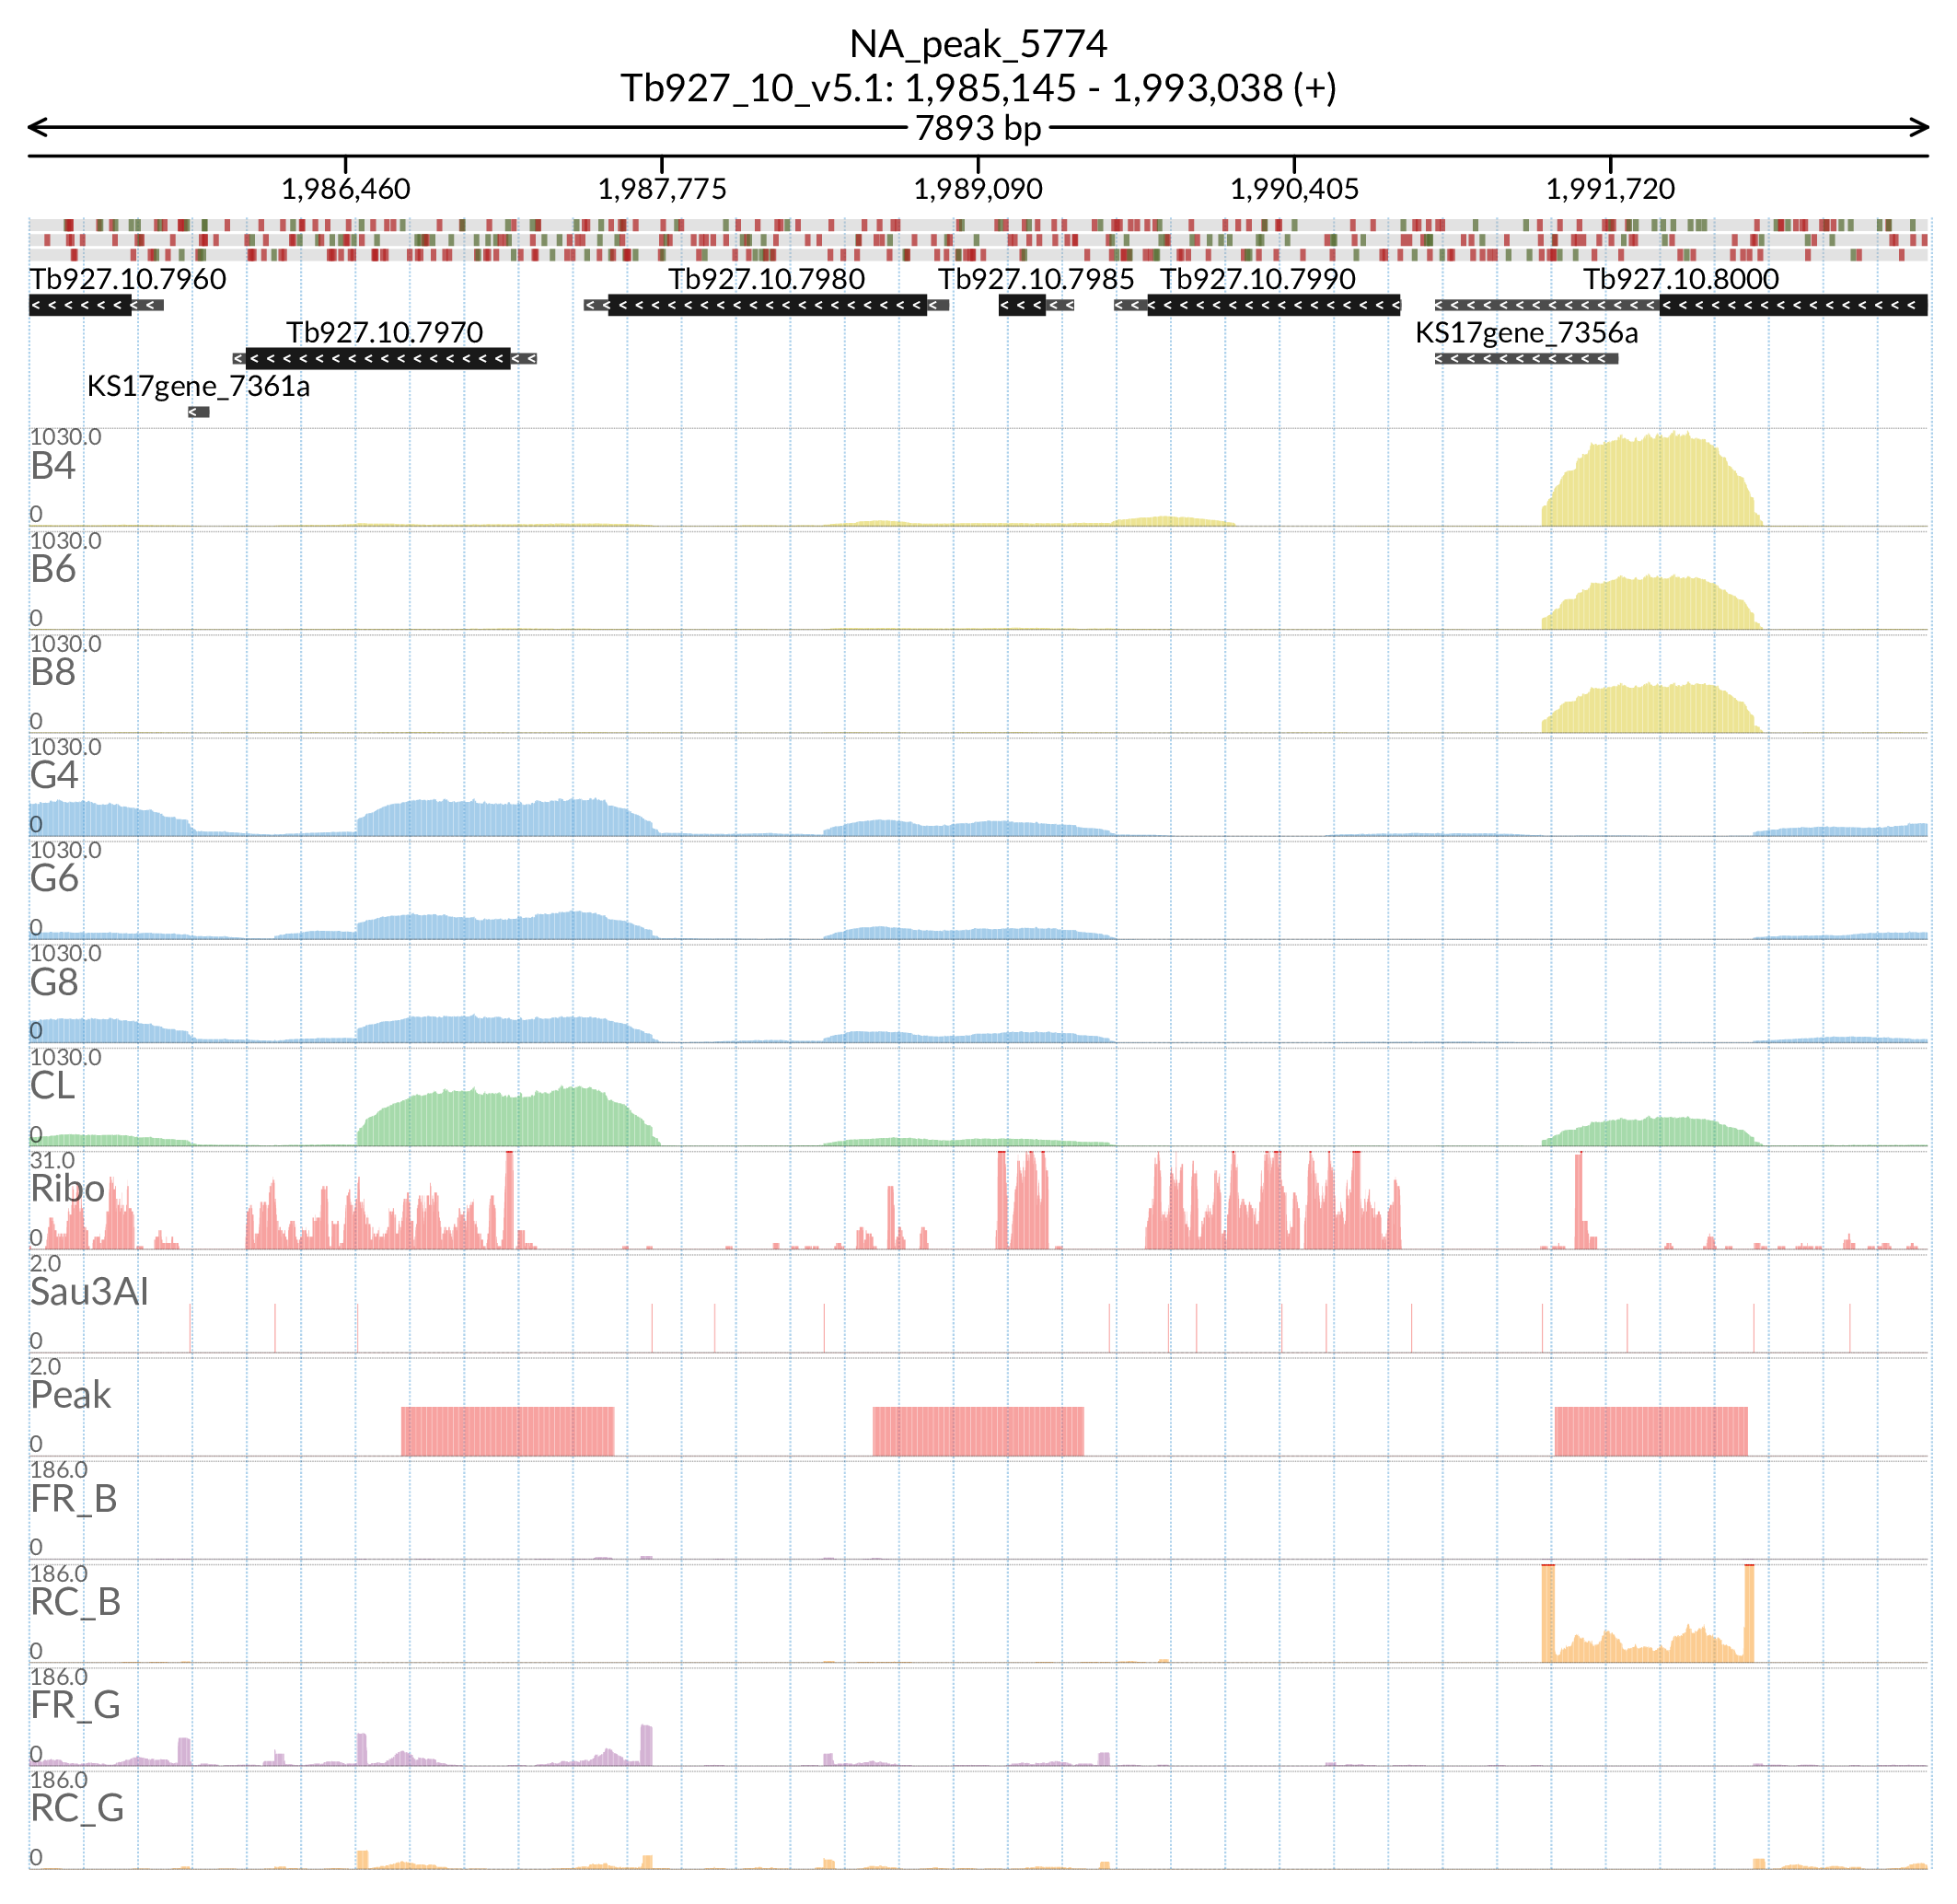 NA_peak_5774
Tb927_10_v5.1: 1,985,145 - 1,993,038 (+)
7893 bp
1,986,460 1,987,775 1,989,090 1,990,405 1,991,720
Tb927.10.7960 Tb927.10.7980 Tb927.10.7985 Tb927.10.7990 Tb927.10.8000
Tb927.10.7970 KS17gene_7356a
KS17gene_7361a
1030.0
B4
0
1030.0
B6
0
1030.0
B8
0
1030.0
G4
0
1030.0
G6
0
1030.0
G8
0
1030.0
CL
0
31.0
Ribo
0
2.0
Sau3AI
0
2.0
Peak
0
186.0
FR_B
0
186.0
RC_B
0
186.0
FR_G
0
186.0
RC_G
0